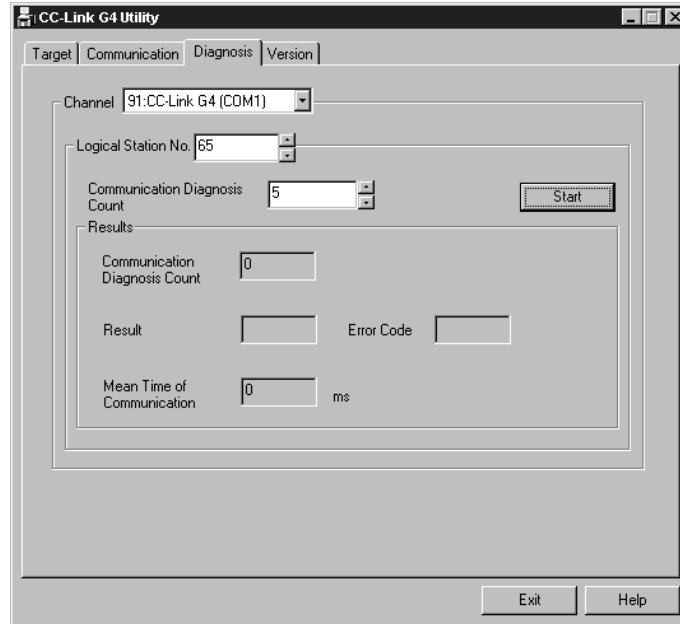 CC-Link G4 Utility
Target
Communication
Diagnosis
Version
Channel
91:CC-Link G4 (COM1)
Logical Station No.
65
Communication Diagnosis
Count
5
Start
Results
Communication
Diagnosis Count
0
Result
Error Code
Mean Time of
Communication
0
ms
Exit
Help